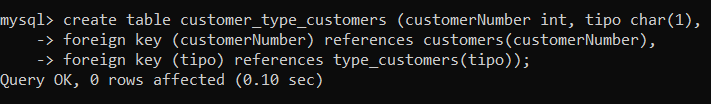 mysql> create table customer_type_customers (customerNumber int, tipo char(1),
    -> foreign key (customerNumber) references customers(customerNumber),
    -> foreign key (tipo) references type_customers(tipo));
Query OK, 0 rows affected (0.10 sec)